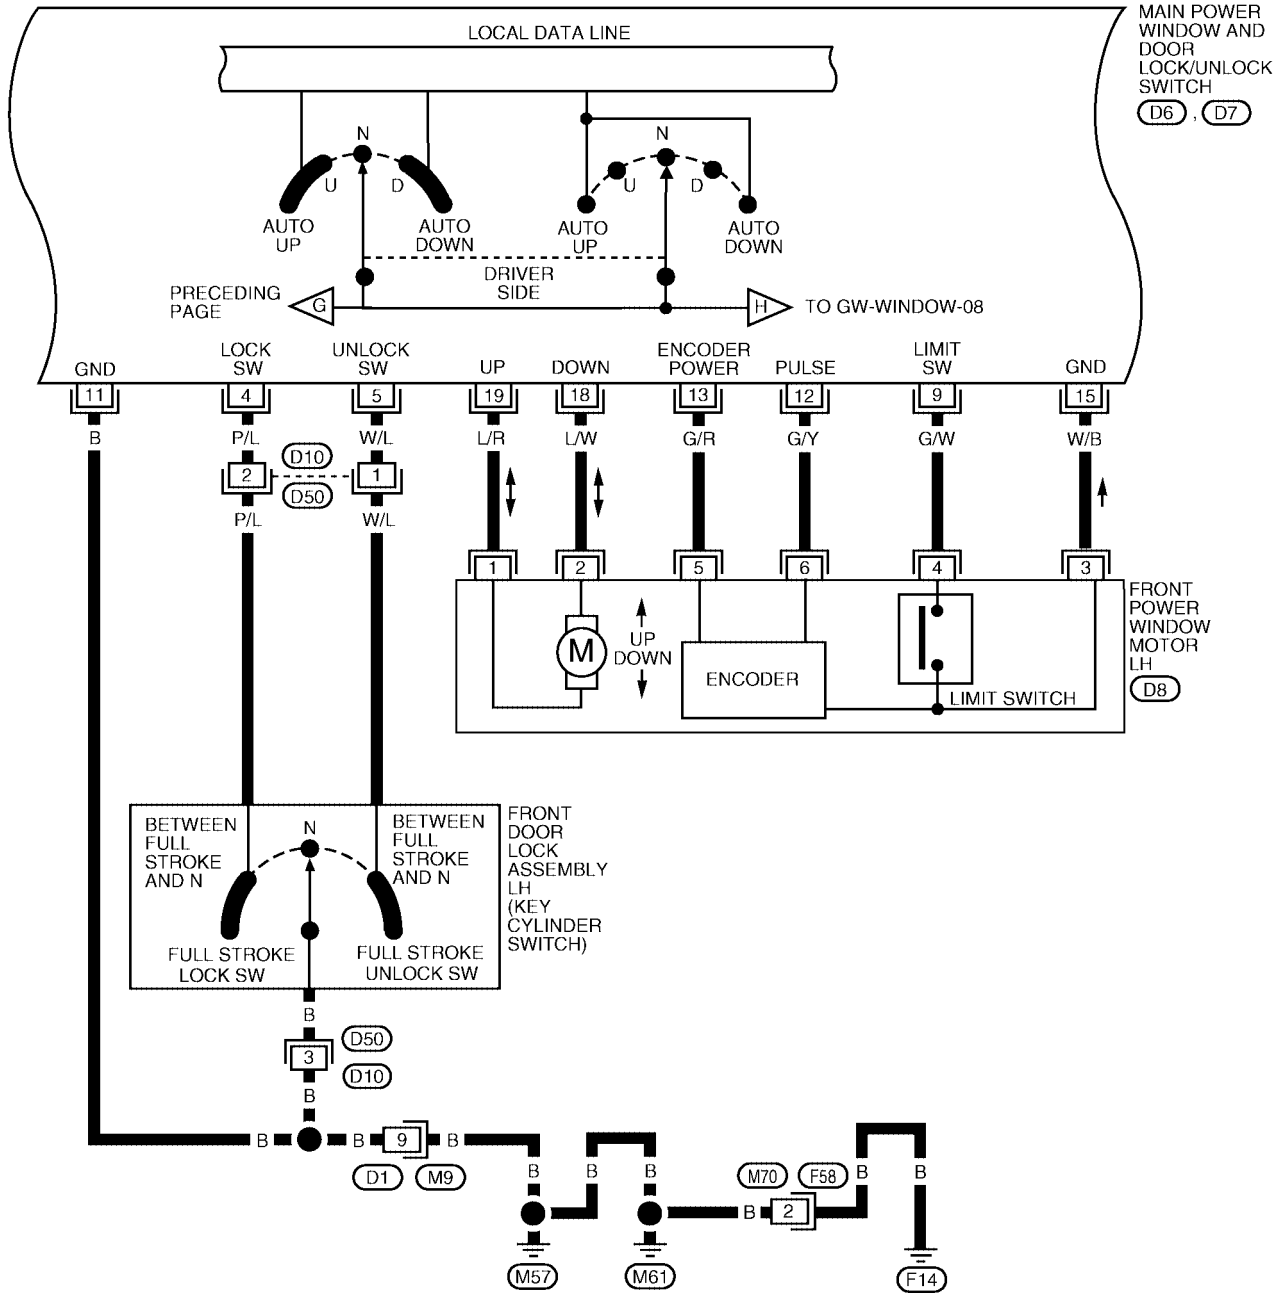 LOCAL DATA LINE
MAIN POWER
WINDOW AND
DOOR
LOCK/UNLOCK
SWITCH
D6 , D7
N
U
D
AUTO
UP
AUTO
DOWN
N
U
D
AUTO
UP
AUTO
DOWN
DRIVER
SIDE
PRECEDING
PAGE
G
H
TO GW-WINDOW-08
GND
LOCK
SW
UNLOCK
SW
UP
DOWN
ENCODER
POWER
PULSE
LIMIT
SW
GND
11
4
5
19
18
13
12
9
15
B
P/L
W/L
L/R
L/W
G/R
G/Y
G/W
W/B
2
D10
D50
1
P/L
W/L
1
2
5
6
4
3
M
UP
DOWN
ENCODER
LIMIT SWITCH
FRONT
POWER
WINDOW
MOTOR
LH
D8
BETWEEN
FULL
STROKE
AND N
N
BETWEEN
FULL
STROKE
AND N
FULL STROKE
LOCK SW
FULL STROKE
UNLOCK SW
FRONT
DOOR
LOCK
ASSEMBLY
LH
(KEY
CYLINDER
SWITCH)
B
3
D50
D10
B
B
B
9
B
D1
M9
B
B
B
M70
F58
B
B
B
2
M57
M61
F14